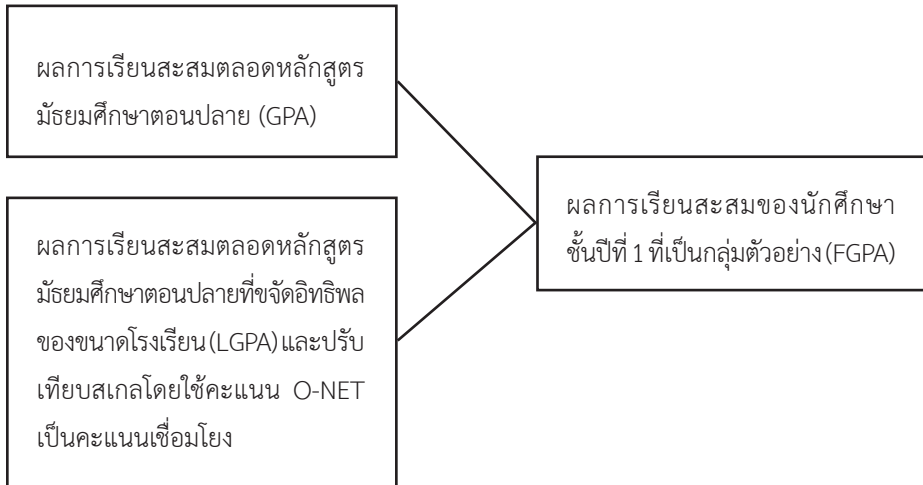 ผลการเรียนสะสมตลอดหลักสูตร
มัธยมศึกษาตอนปลาย (GPA)
ผลการเรียนสะสมตลอดหลักสูตร
มัธยมศึกษาตอนปลายที่ขจัดอิทธิพล
ของขนาดโรงเรียน (LGPA) และปรับ
เทียบสเกลโดยใช้คะแนน O-NET
เป็นคะแนนเชื่อมโยง
ผลการเรียนสะสมของนักศึกษา
ชั้นปีที่ 1 ที่เป็นกลุ่มตัวอย่าง (FGPA)